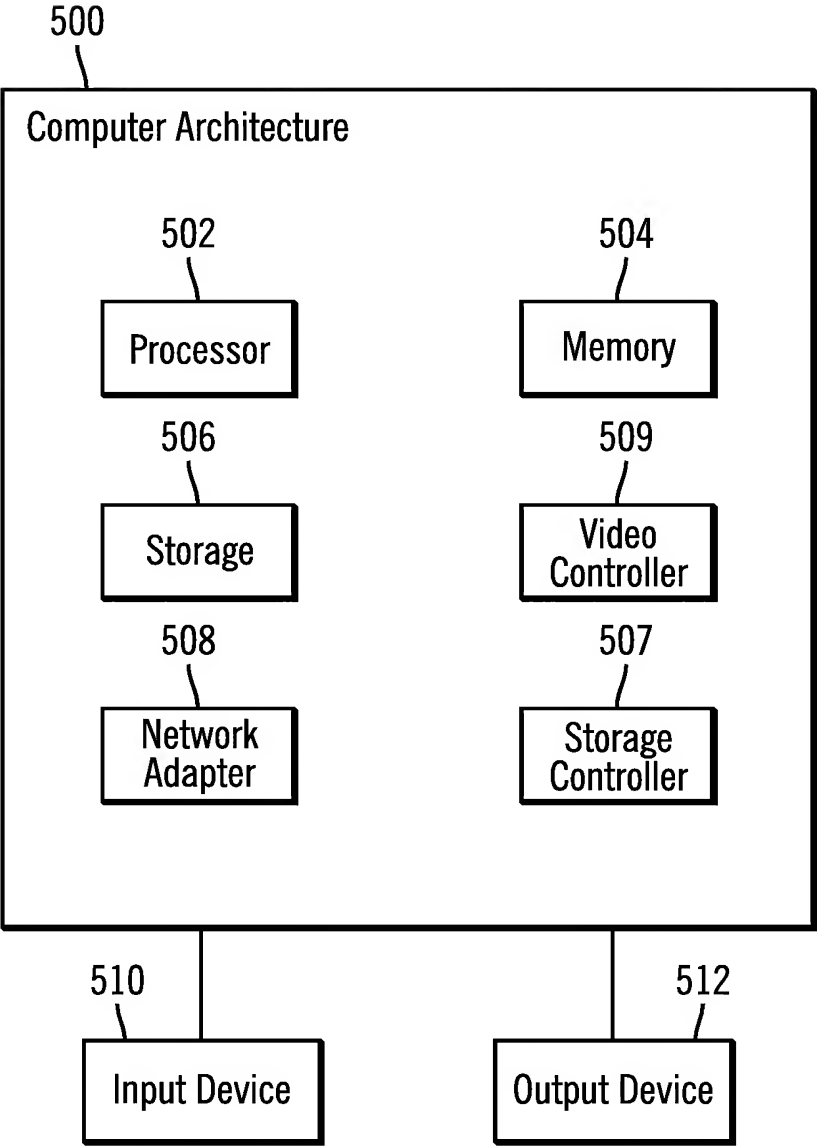 500
Computer Architecture
502
504
Processor
Memory
506
509
Storage
Video
Controller
508
507
Network
Adapter
Storage
Controller
510
512
Input Device
Output Device